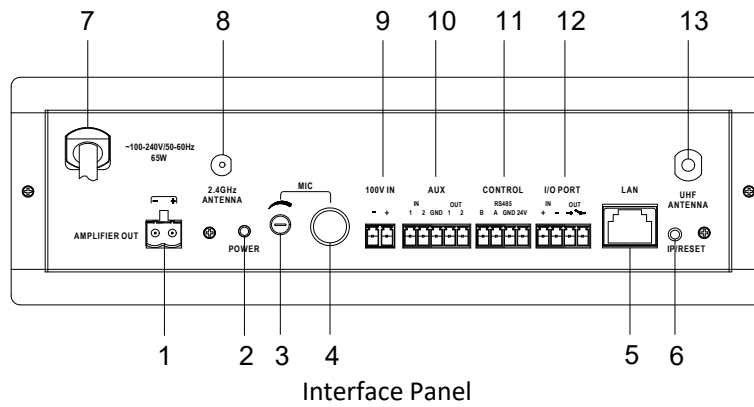 7 8 9 10 11 12 13
~100-240V/50-60Hz
65W
2.4GHz
ANTENNA
MIC
100V IN
- +
AUX
IN OUT
1 2 GND 1 2
CONTROL
RS485
B A GND 24V
I/O PORT
IN OUT
+ -
LAN
UHF
ANTENNA
- +
AMPLIFIER OUT
POWER
IP/RESET
1 2 3 4 5 6
Interface Panel